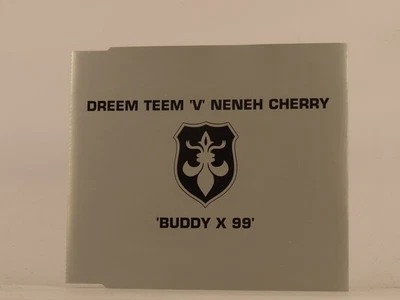 DREEM TEEM 'V' NENEH CHERRY
'BUDDY X 99'